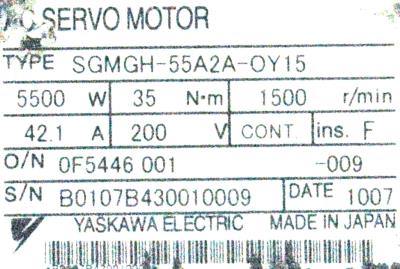 AC SERVO MOTOR
TYPE SGMGH-55A2A-OY15
5500 W 35 N·m 1500 r/min
42.1 A 200 V CONT. ins. F
O/N 0F5446 001 -009
S/N B0107B430010009 DATE 1007
YASKAWA ELECTRIC MADE IN JAPAN